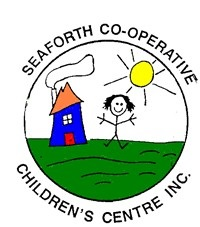 SEAFORTH CO-OPERATIVE
CHILDREN'S CENTRE INC.